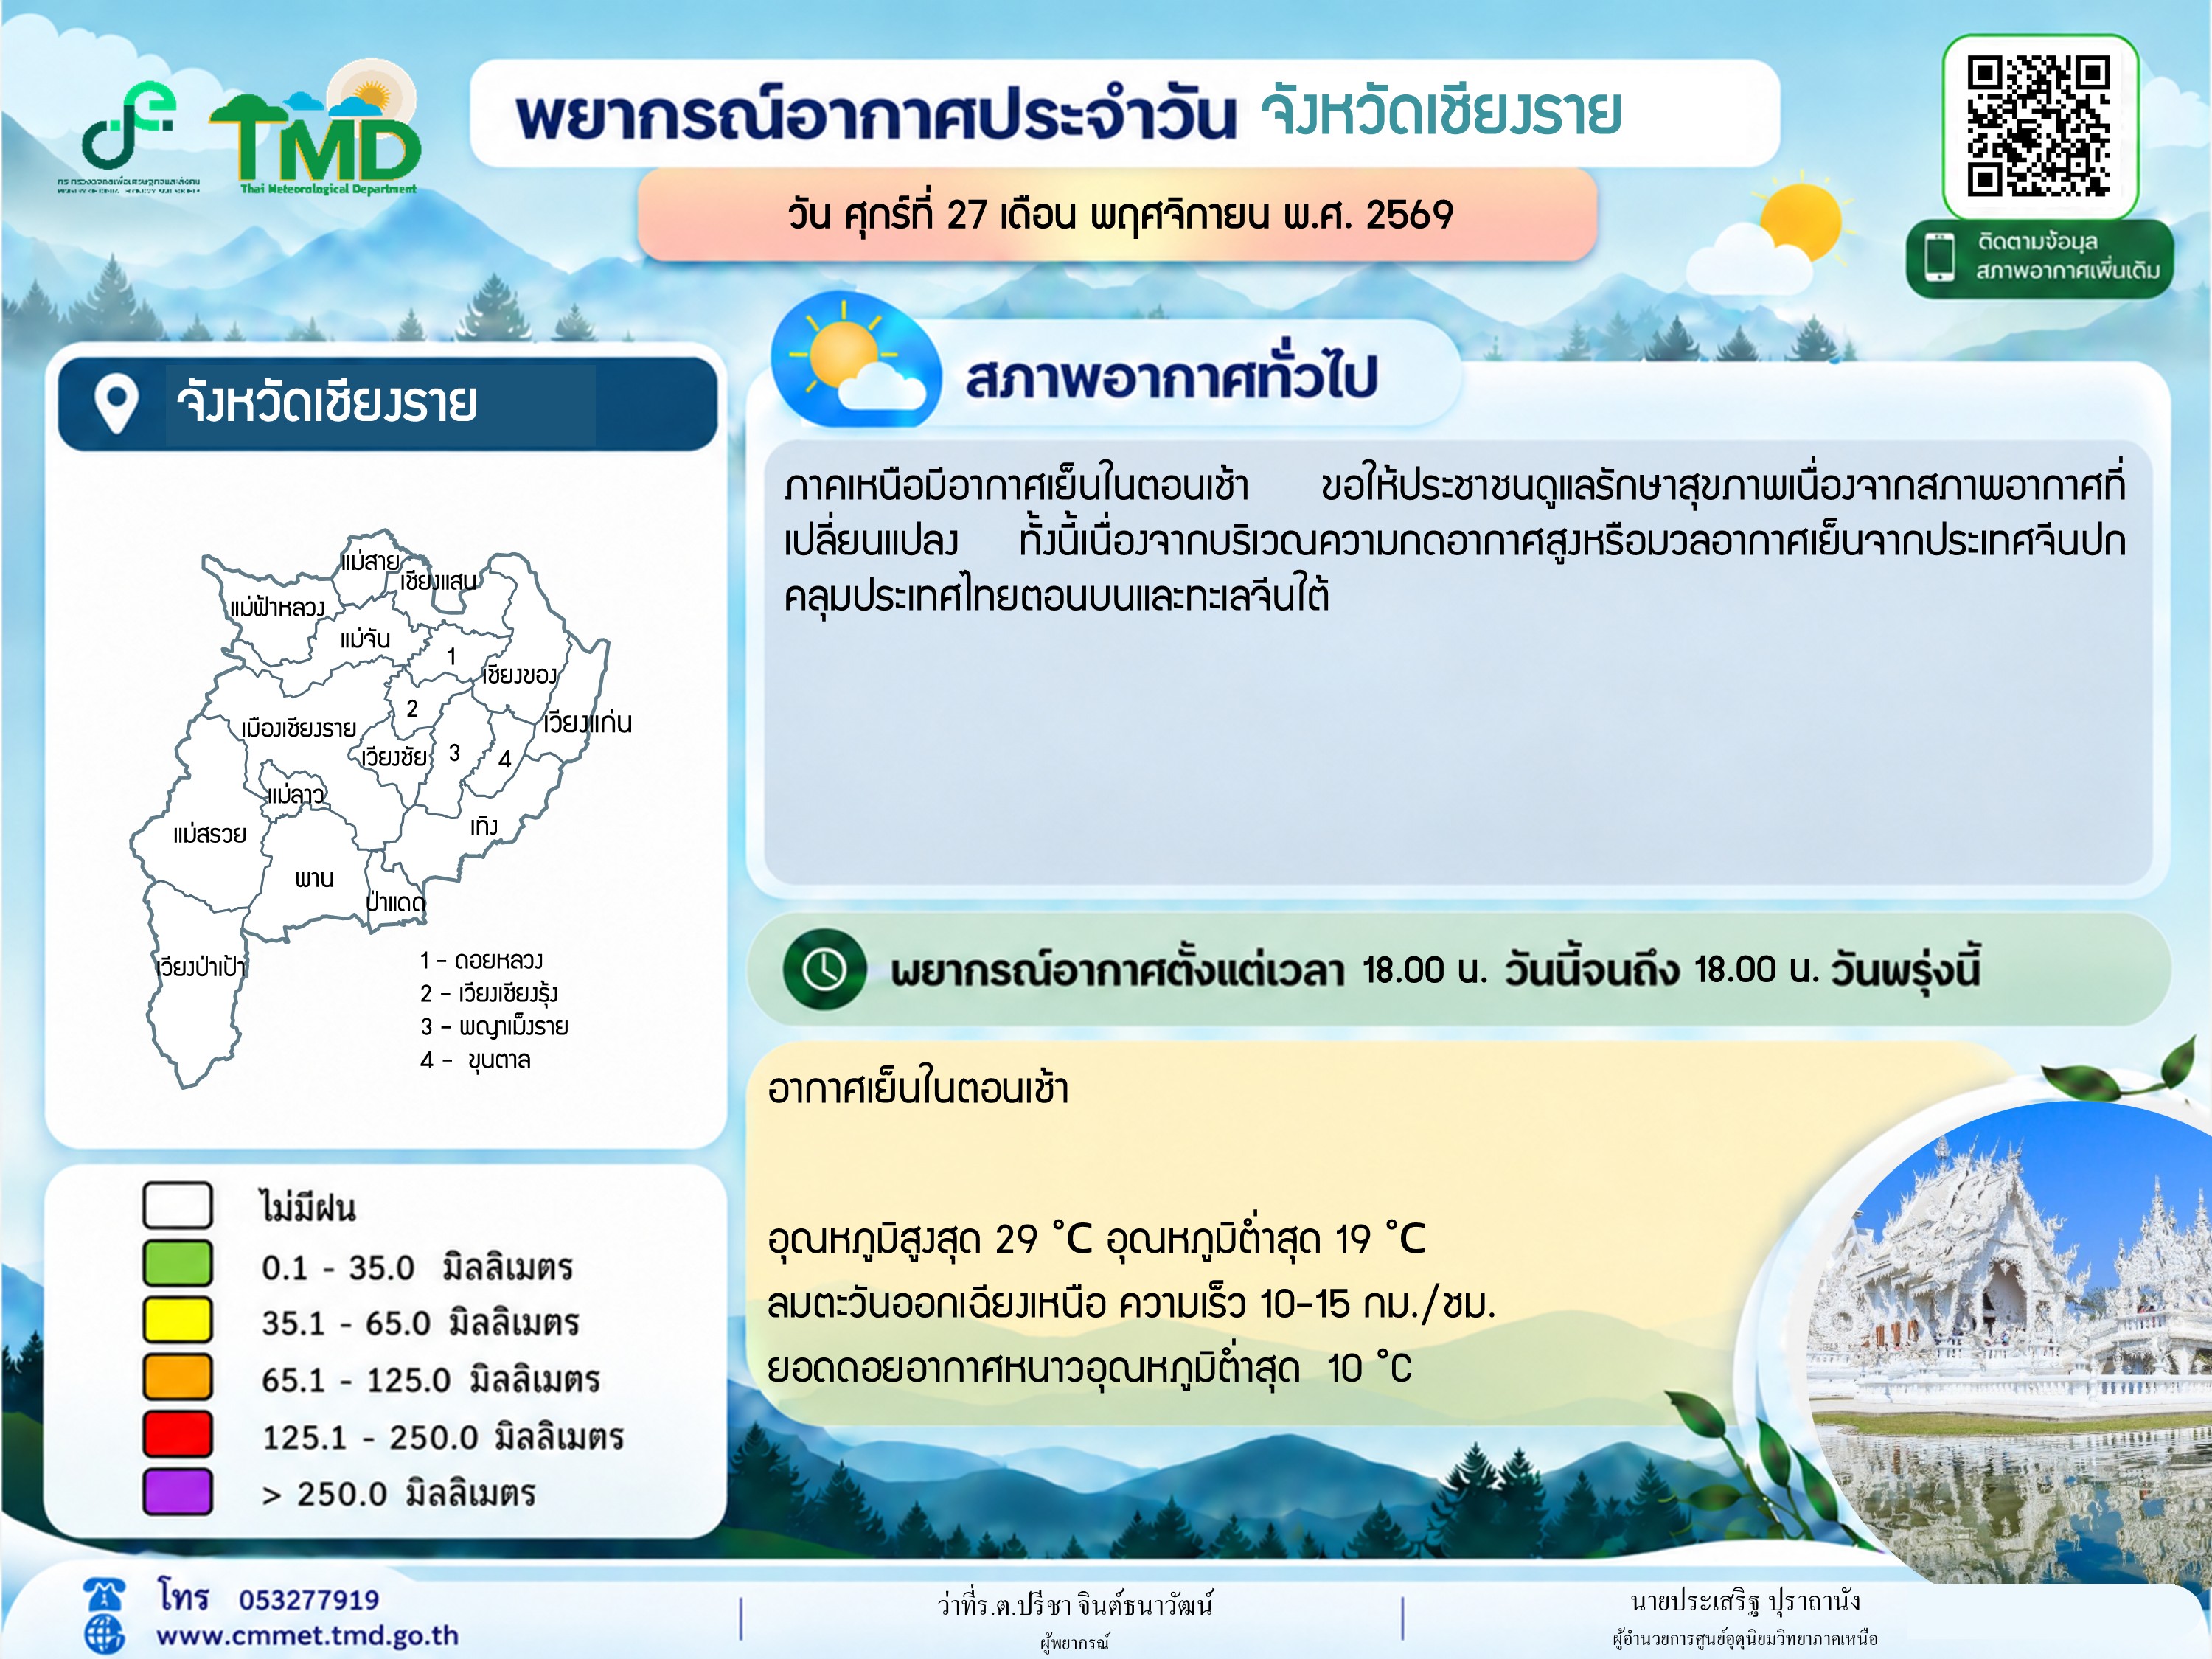 พยากรณ์อากาศประจำวัน จังหวัดเชียงราย
TMD
Thai Meteorological Department
วัน ศุกร์ที่ 27 เดือน พฤศจิกายน พ.ศ. 2569
ติดตามข้อมูล
สภาพอากาศเพิ่มเติม
จังหวัดเชียงราย
แม่สาย
เชียงแสน
แม่ฟ้าหลวง
แม่จัน
1
เชียงของ
2
เวียงแก่น
เมืองเชียงราย
เวียงชัย
3
4
แม่ลาว
เทิง
แม่สรวย
พาน
ป่าแดด
เวียงป่าเป้า
1 - ดอยหลวง
2 - เวียงเชียงรุ้ง
3 - พญาเม็งราย
4 - ขุนตาล
ไม่มีฝน
0.1 - 35.0 มิลลิเมตร
35.1 - 65.0 มิลลิเมตร
65.1 - 125.0 มิลลิเมตร
125.1 - 250.0 มิลลิเมตร
> 250.0 มิลลิเมตร
สภาพอากาศทั่วไป
ภาคเหนือมีอากาศเย็นในตอนเช้า ขอให้ประชาชนดูแลรักษาสุขภาพเนื่องจากสภาพอากาศที่
เปลี่ยนแปลง ทั้งนี้เนื่องจากบริเวณความกดอากาศสูงหรือมวลอากาศเย็นจากประเทศจีนปก
คลุมประเทศไทยตอนบนและทะเลจีนใต้
พยากรณ์อากาศตั้งแต่เวลา 18.00 น. วันนี้จนถึง 18.00 น. วันพรุ่งนี้
อากาศเย็นในตอนเช้า
อุณหภูมิสูงสุด 29 °C อุณหภูมิต่ำสุด 19 °C
ลมตะวันออกเฉียงเหนือ ความเร็ว 10-15 กม./ชม.
ยอดดอยอากาศหนาวอุณหภูมิต่ำสุด 10 °C
โทร 053277919
www.cmmet.tmd.go.th
ว่าที่ร.ต.ปรีชา จินต์ธนาวัฒน์
ผู้พยากรณ์
นายประเสริฐ ปุราถานัง
ผู้อำนวยการศูนย์อุตุนิยมวิทยาภาคเหนือ